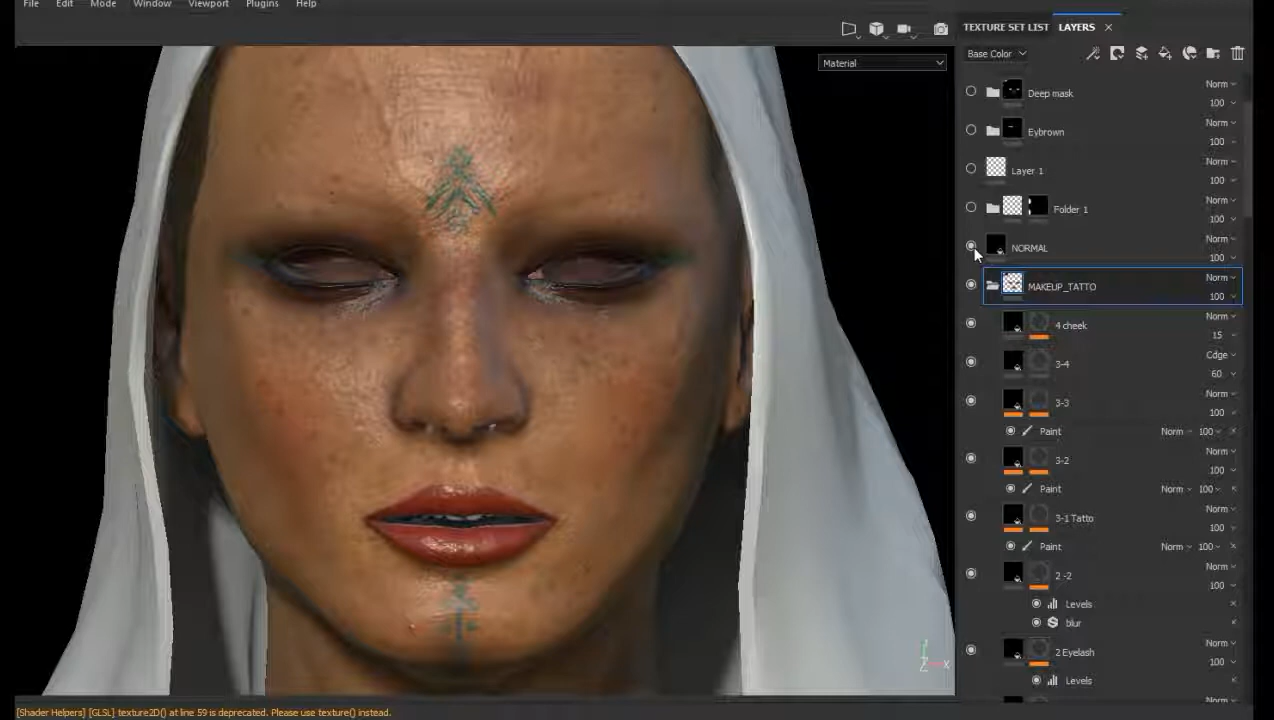 File Edit Mode Window Viewport Plugins Help
TEXTURE SET LIST LAYERS
Material
Base Color
Norm
Deep mask
100
Norm
Eybrown
100
Norm
Layer 1
100
Norm
Folder 1
100
Norm
NORMAL
100
Norm
MAKEUP_TATTO
100
Norm
4 cheek
15
Cdge
3-4
60
Norm
3-3
100
Paint Norm 100
Norm
3-2
100
Paint Norm 100
Norm
3-1 Tatto
100
Paint Norm 100
Norm
2 -2
100
Levels
blur
Norm
2 Eyelash
100
Levels
Norm
Z X
[Shader Helpers] [GLSL] texture2D() at line 59 is deprecated. Please use texture() instead.